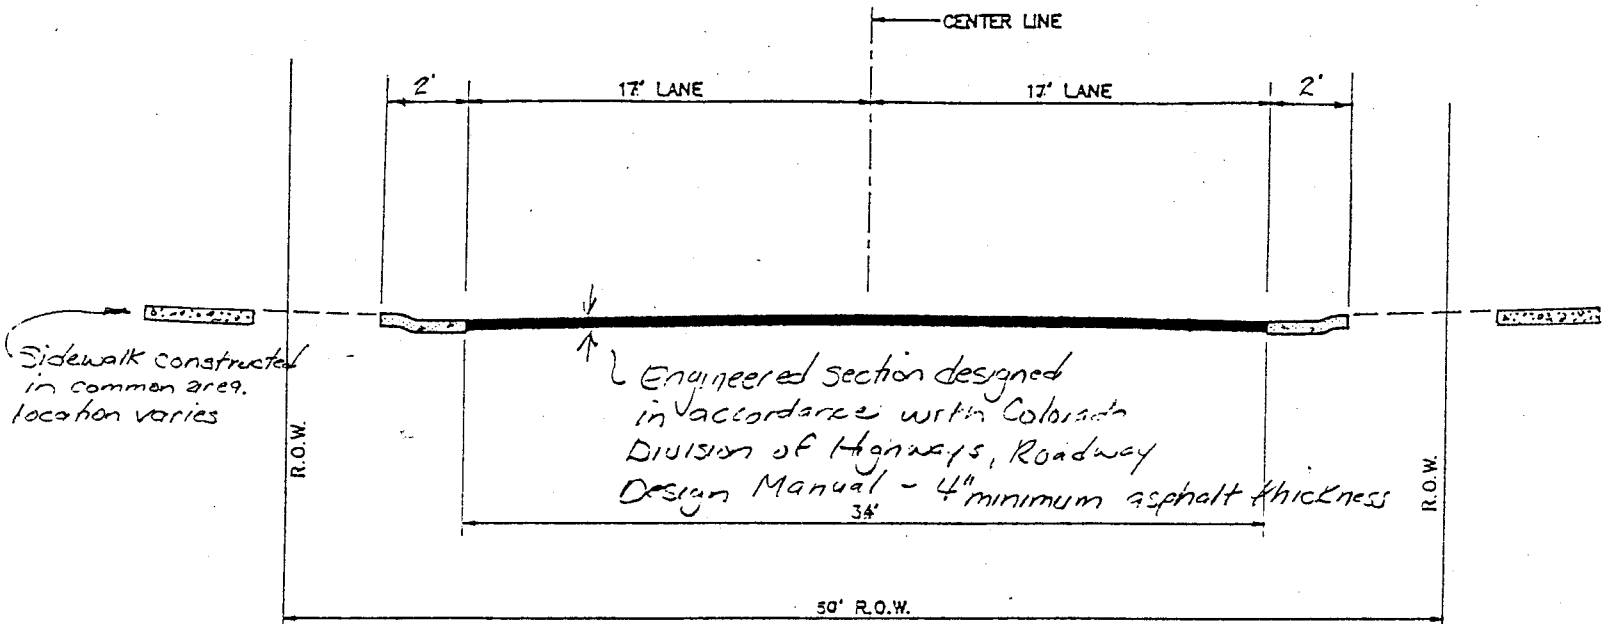 CENTER LINE
2'
17' LANE
17' LANE
2'
Sidewalk constructed
in common area.
location varies
Engineered section designed
in accordance with Colorado
Division of Highways, Roadway
Design Manual - 4" minimum asphalt thickness
R.O.W.
R.O.W.
34'
50' R.O.W.